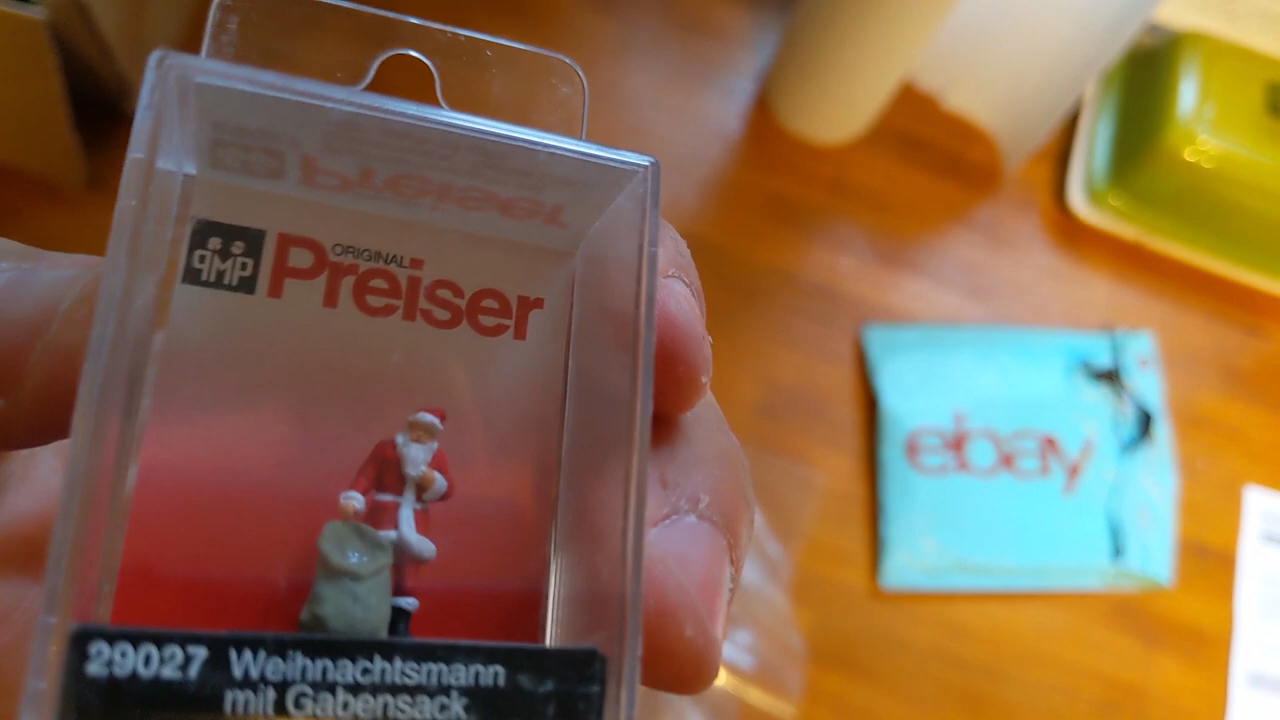 PMP
ORIGINAL
Preiser
29027 Weihnachtsmann
mit Gabensack
ebay